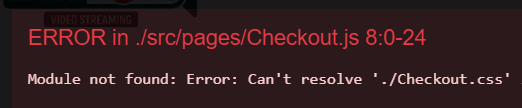 VIDEO STREAMING
ERROR in ./src/pages/Checkout.js 8:0-24
Module not found: Error: Can't resolve './Checkout.css'